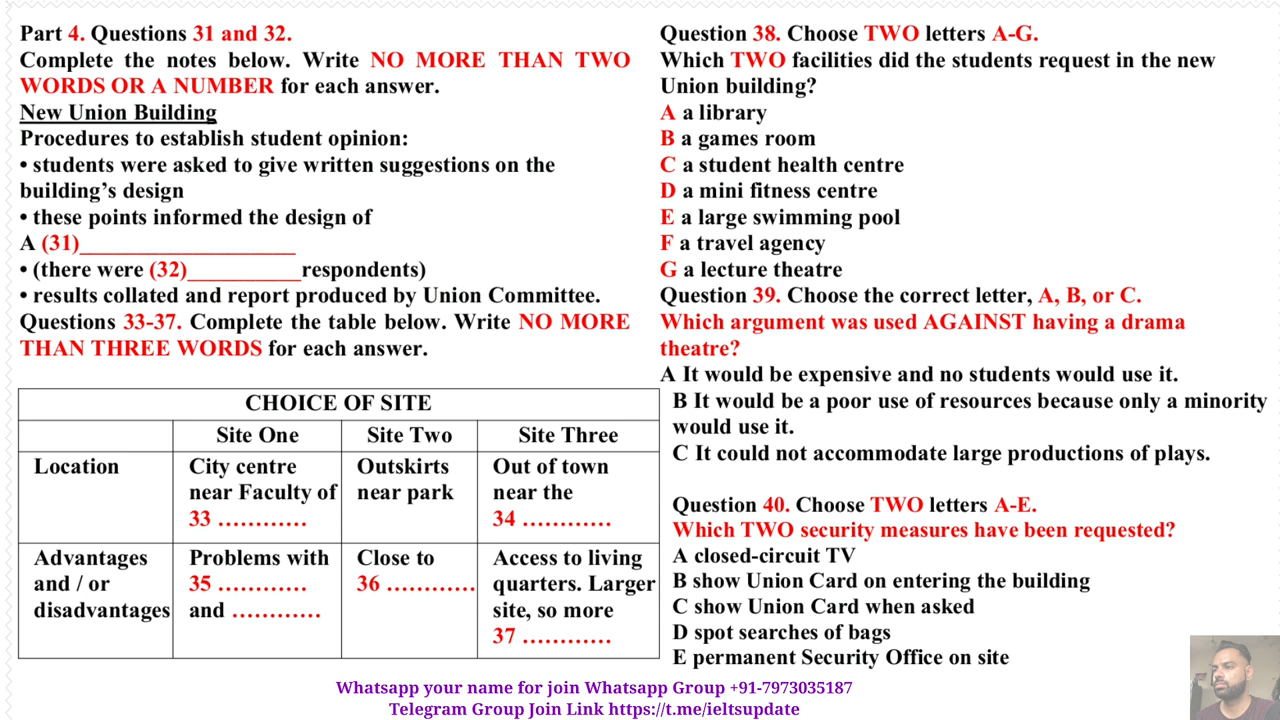 Part 4. Questions 31 and 32.
Complete the notes below. Write NO MORE THAN TWO
WORDS OR A NUMBER for each answer.
New Union Building
Procedures to establish student opinion:
• students were asked to give written suggestions on the
building’s design
• these points informed the design of
A (31)___________________
• (there were (32)__________respondents)
• results collated and report produced by Union Committee.
Questions 33-37. Complete the table below. Write NO MORE
THAN THREE WORDS for each answer.
CHOICE OF SITE
Site One Site Two Site Three
Location City centre Outskirts Out of town
near Faculty of near park near the
33 ………… 34 …………
Advantages Problems with Close to Access to living
and / or 35 ………… 36 ………… quarters. Larger
disadvantages and ………… site, so more
37 …………
Question 38. Choose TWO letters A-G.
Which TWO facilities did the students request in the new
Union building?
A a library
B a games room
C a student health centre
D a mini fitness centre
E a large swimming pool
F a travel agency
G a lecture theatre
Question 39. Choose the correct letter, A, B, or C.
Which argument was used AGAINST having a drama
theatre?
A It would be expensive and no students would use it.
B It would be a poor use of resources because only a minority
would use it.
C It could not accommodate large productions of plays.
Question 40. Choose TWO letters A-E.
Which TWO security measures have been requested?
A closed-circuit TV
B show Union Card on entering the building
C show Union Card when asked
D spot searches of bags
E permanent Security Office on site
Whatsapp your name for join Whatsapp Group +91-7973035187
Telegram Group Join Link https://t.me/ieltsupdate